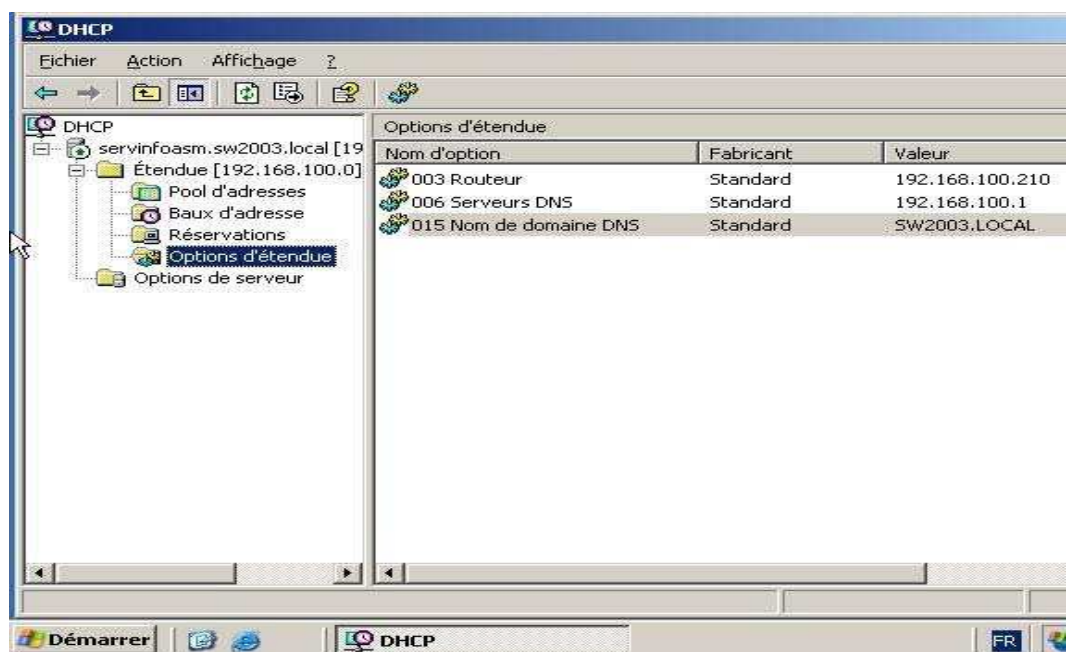 DHCP
Fichier Action Affichage ?
DHCP
servinfoasm.sw2003.local [19
Étendue [192.168.100.0]
Pool d'adresses
Baux d'adresse
Réservations
Options d'étendue
Options de serveur
Options d'étendue
Nom d'option Fabricant Valeur
003 Routeur Standard 192.168.100.210
006 Serveurs DNS Standard 192.168.100.1
015 Nom de domaine DNS Standard SW2003.LOCAL
Démarrer DHCP FR